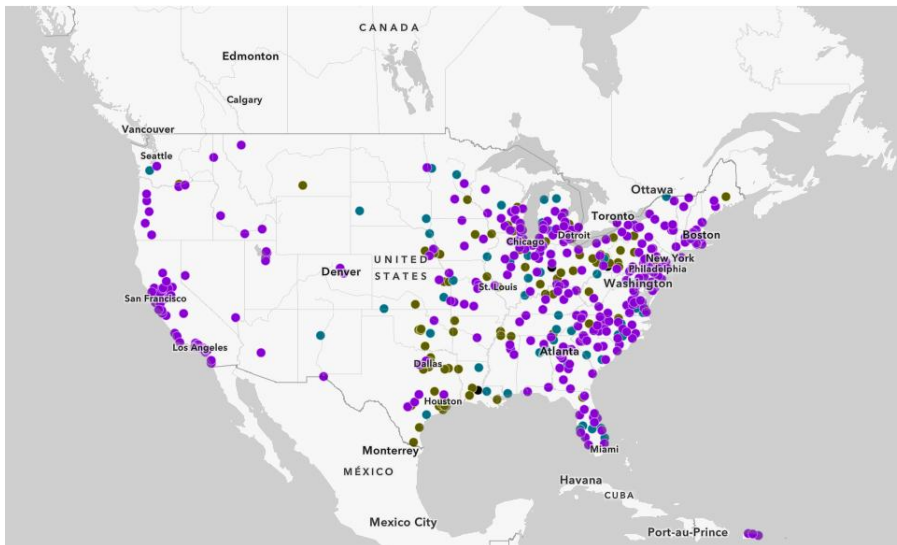 CANADA
Edmonton
Calgary
Vancouver
Seattle
Ottawa
Toronto
Boston
Detroit
Chicago
New York
Philadelphia
UNITED
STATES
Denver
Washington
St. Louis
San Francisco
Los Angeles
Atlanta
Dallas
Houston
Monterrey
Miami
MÉXICO
Havana
CUBA
Mexico City
Port-au-Prince